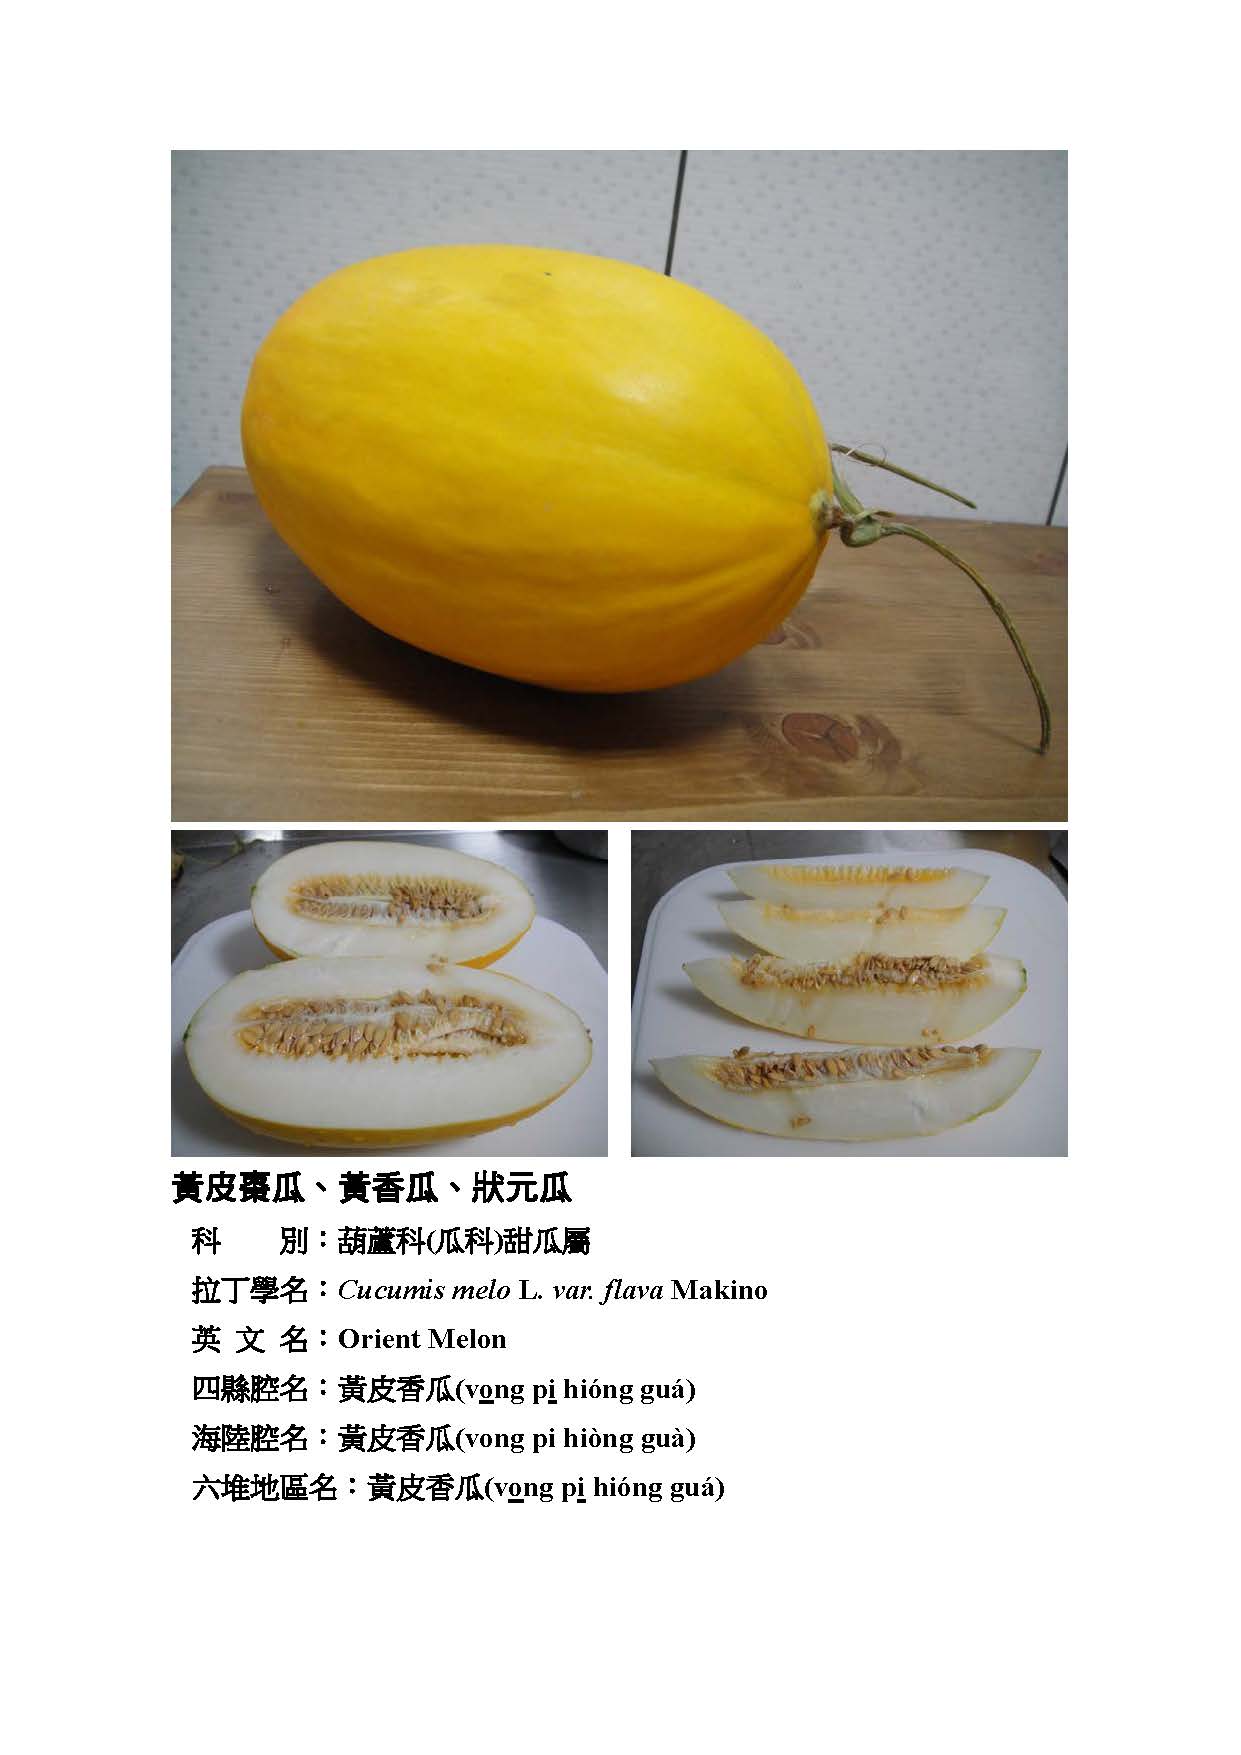 黃皮棗瓜、黃香瓜、狀元瓜
科　　別：葫蘆科(瓜科)甜瓜屬
拉丁學名：Cucumis melo L. var. flava Makino
英 文 名：Orient Melon
四縣腔名：黃皮香瓜(vong pi hióng guá)
海陸腔名：黃皮香瓜(vong pi hiòng guà)
六堆地區名：黃皮香瓜(vong pi hióng guá)